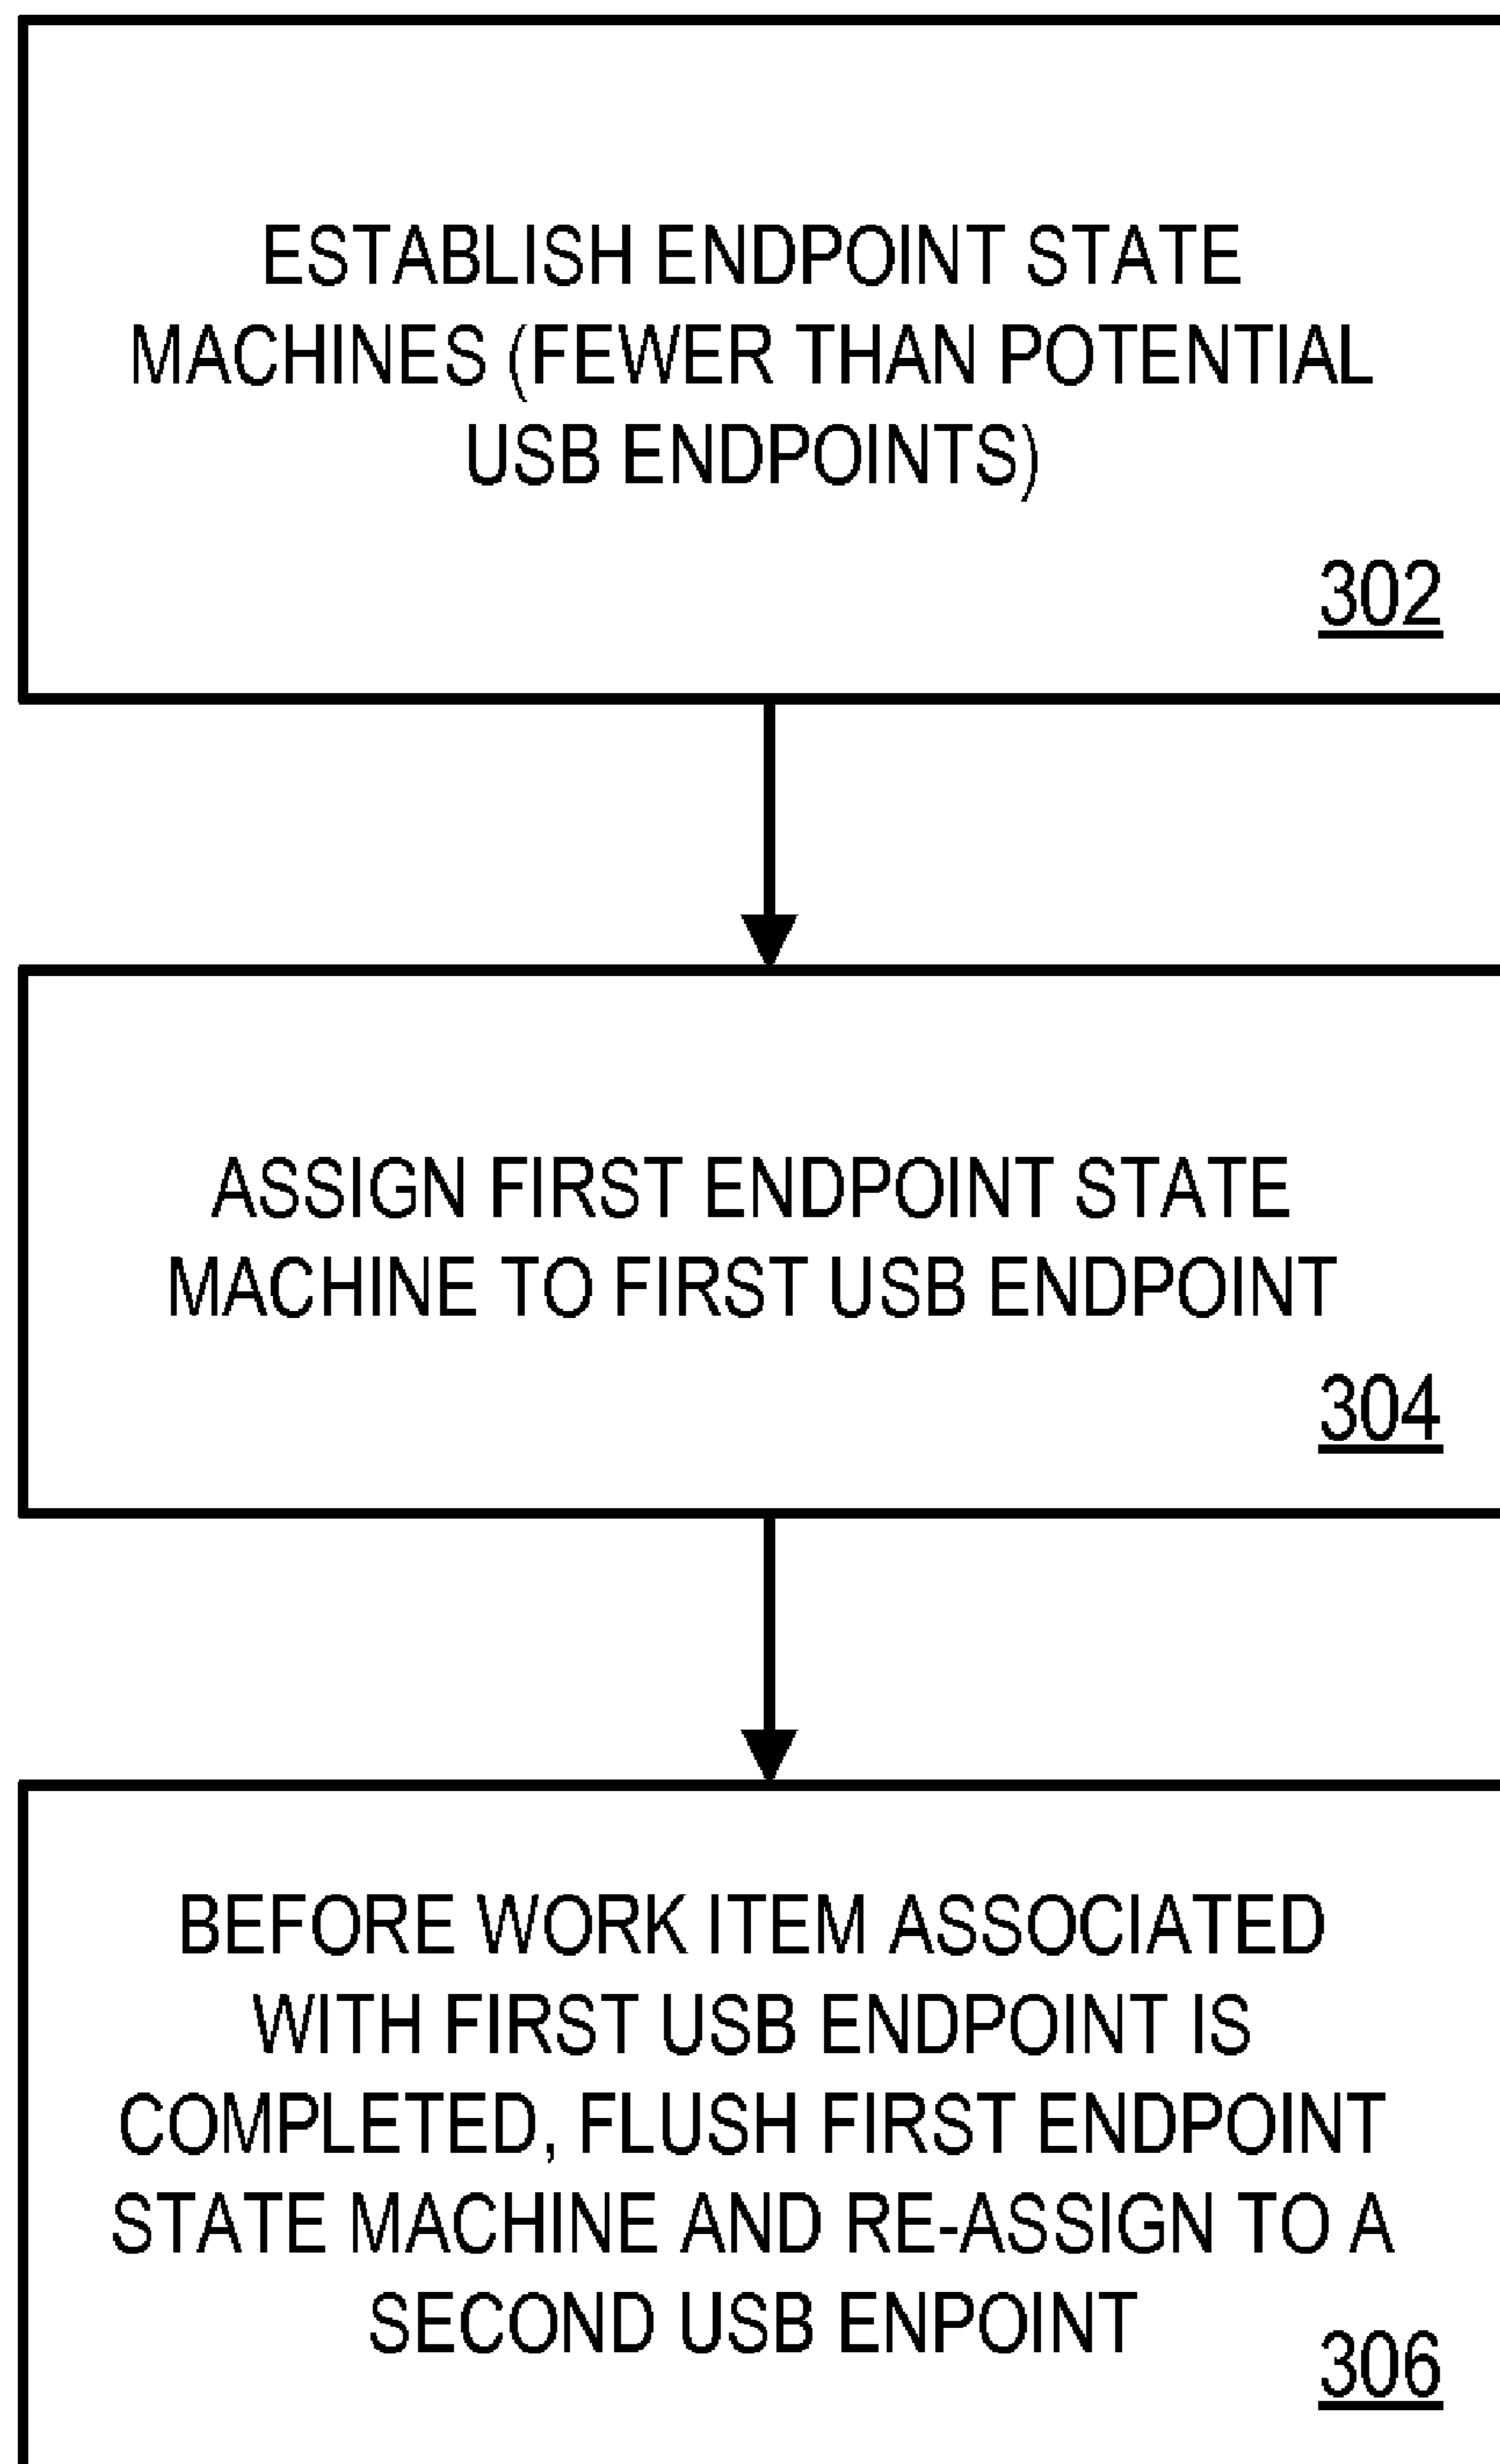 ESTABLISH ENDPOINT STATE
MACHINES (FEWER THAN POTENTIAL
USB ENDPOINTS)
302
ASSIGN FIRST ENDPOINT STATE
MACHINE TO FIRST USB ENDPOINT
304
BEFORE WORK ITEM ASSOCIATED
WITH FIRST USB ENDPOINT IS
COMPLETED, FLUSH FIRST ENDPOINT
STATE MACHINE AND RE-ASSIGN TO A
SECOND USB ENPOINT
306